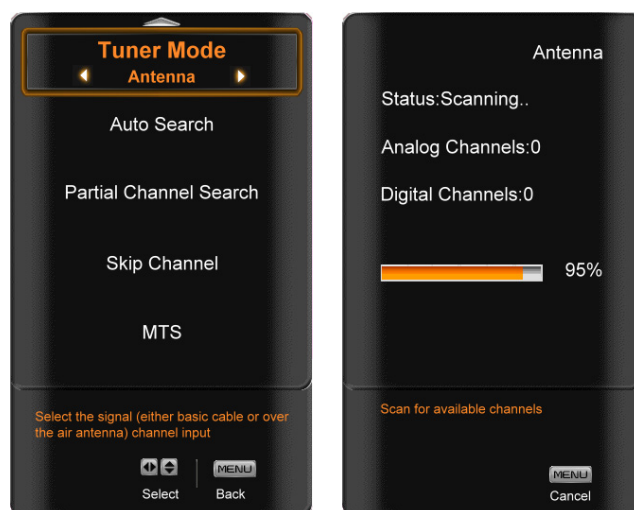 Tuner Mode
Antenna
Auto Search
Partial Channel Search
Skip Channel
MTS
Select the signal (either basic cable or over
the air antenna) channel input
MENU
Select Back
Antenna
Status:Scanning..
Analog Channels:0
Digital Channels:0
95%
Scan for available channels
MENU
Cancel